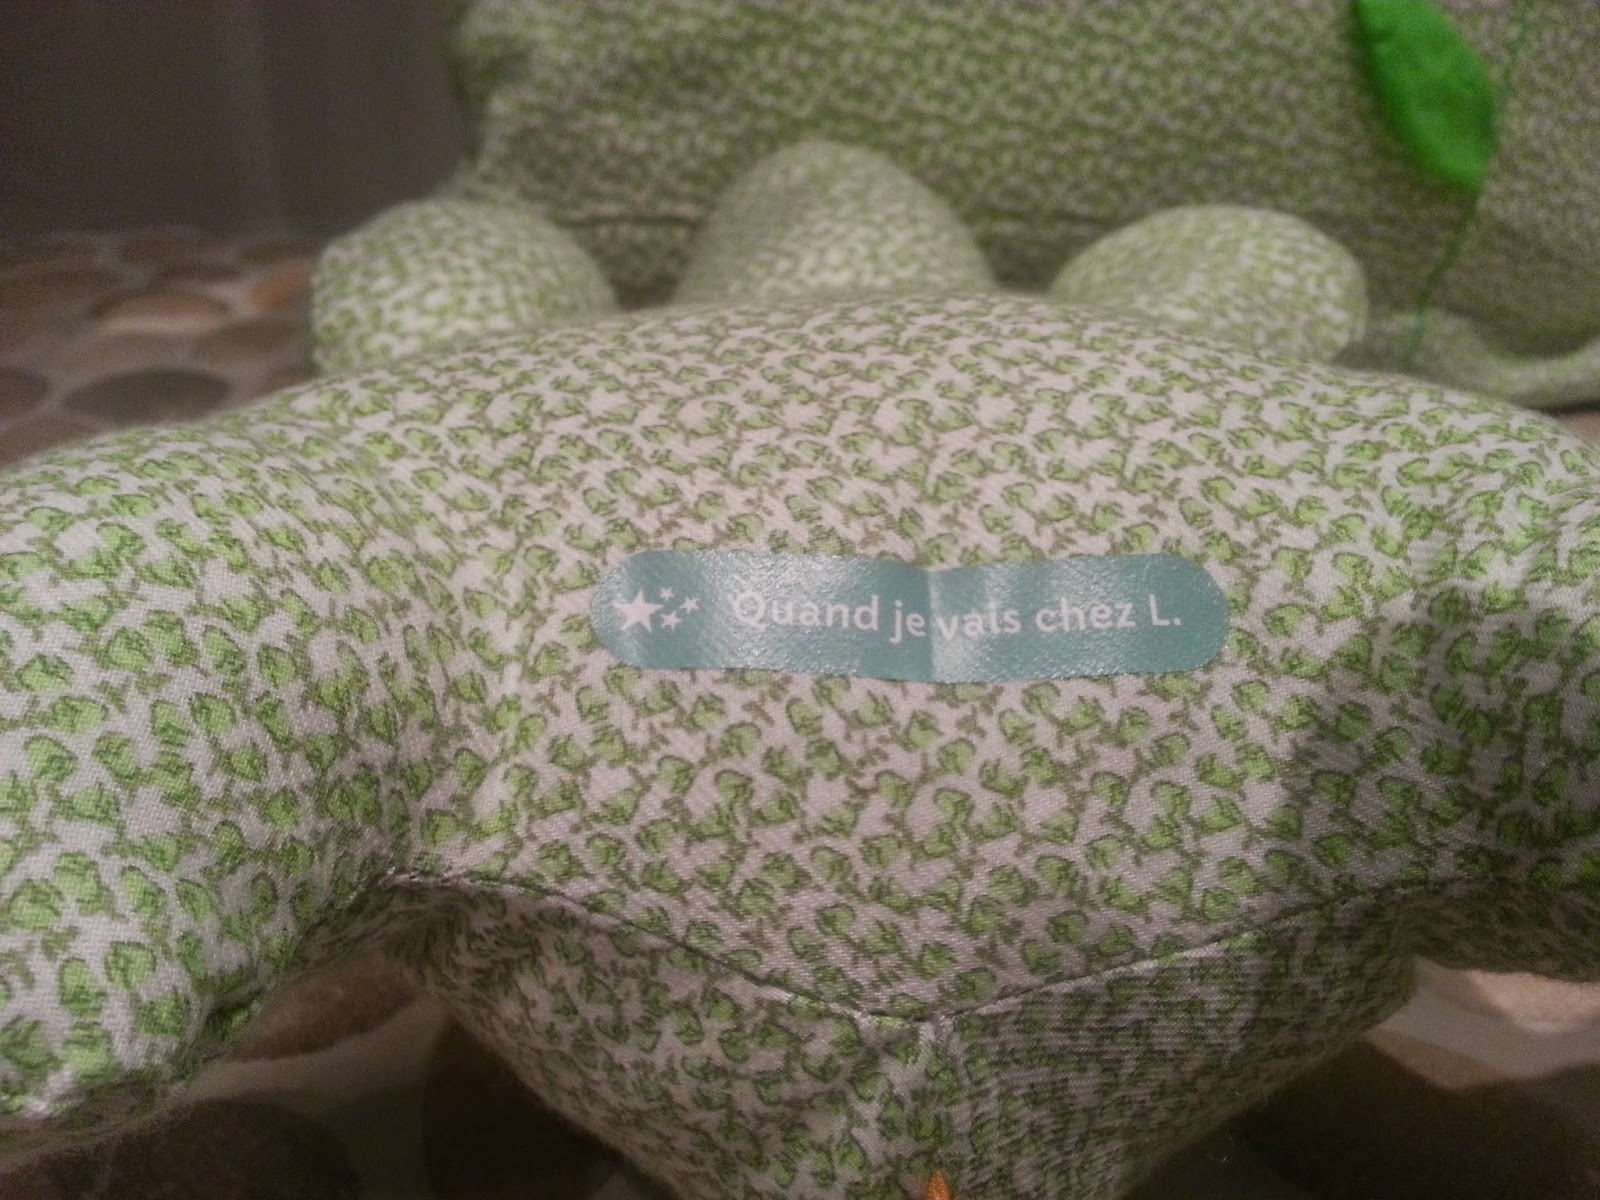 Quand je vais chez L.